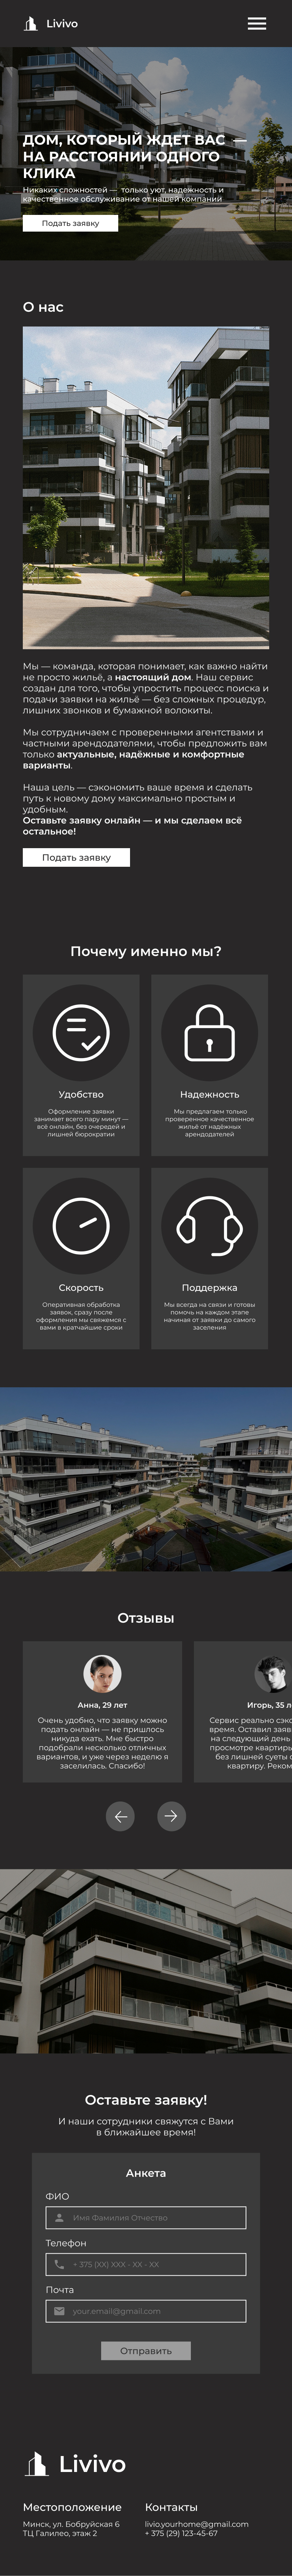 Livivo
ДОМ, КОТОРЫЙ ЖДЕТ ВАС —
НА РАССТОЯНИИ ОДНОГО
КЛИКА
Никаких сложностей — только уют, надежность и
качественное обслуживание от нашей компании
Подать заявку
О нас
Мы — команда, которая понимает, как важно найти
не просто жильё, а настоящий дом. Наш сервис
создан для того, чтобы упростить процесс поиска и
подачи заявки на жильё — без сложных процедур,
лишних звонков и бумажной волокиты.
Мы сотрудничаем с проверенными агентствами и
частными арендодателями, чтобы предложить вам
только актуальные, надёжные и комфортные
варианты.
Наша цель — сэкономить ваше время и сделать
путь к новому дому максимально простым и
удобным.
Оставьте заявку онлайн — и мы сделаем всё
остальное!
Подать заявку
Почему именно мы?
Удобство
Оформление заявки
занимает всего пару минут —
всё онлайн, без очередей и
лишней бюрократии
Надежность
Мы предлагаем только
проверенное качественное
жильё от надёжных
арендодателей
Скорость
Оперативная обработка
заявок, сразу после
оформления мы свяжемся с
вами в кратчайшие сроки
Поддержка
Мы всегда на связи и готовы
помочь на каждом этапе
начиная от заявки до самого
заселения
Отзывы
Анна, 29 лет
Очень удобно, что заявку можно
подать онлайн — не пришлось
никуда ехать. Мне быстро
подобрали несколько отличных
вариантов, и уже через неделю я
заселилась. Спасибо!
Игорь, 35 л
Сервис реально сэко
время. Оставил заяв
на следующий день
просмотре квартиры
без лишней суеты
квартиру. Реком
Оставьте заявку!
И наши сотрудники свяжутся с Вами
в ближайшее время!
Анкета
ФИО
Имя Фамилия Отчество
Телефон
+ 375 (XX) XXX - XX - XX
Почта
your.email@gmail.com
Отправить
Livivo
Местоположение
Минск, ул. Бобруйская 6
ТЦ Галилео, этаж 2
Контакты
livio.yourhome@gmail.com
+ 375 (29) 123-45-67